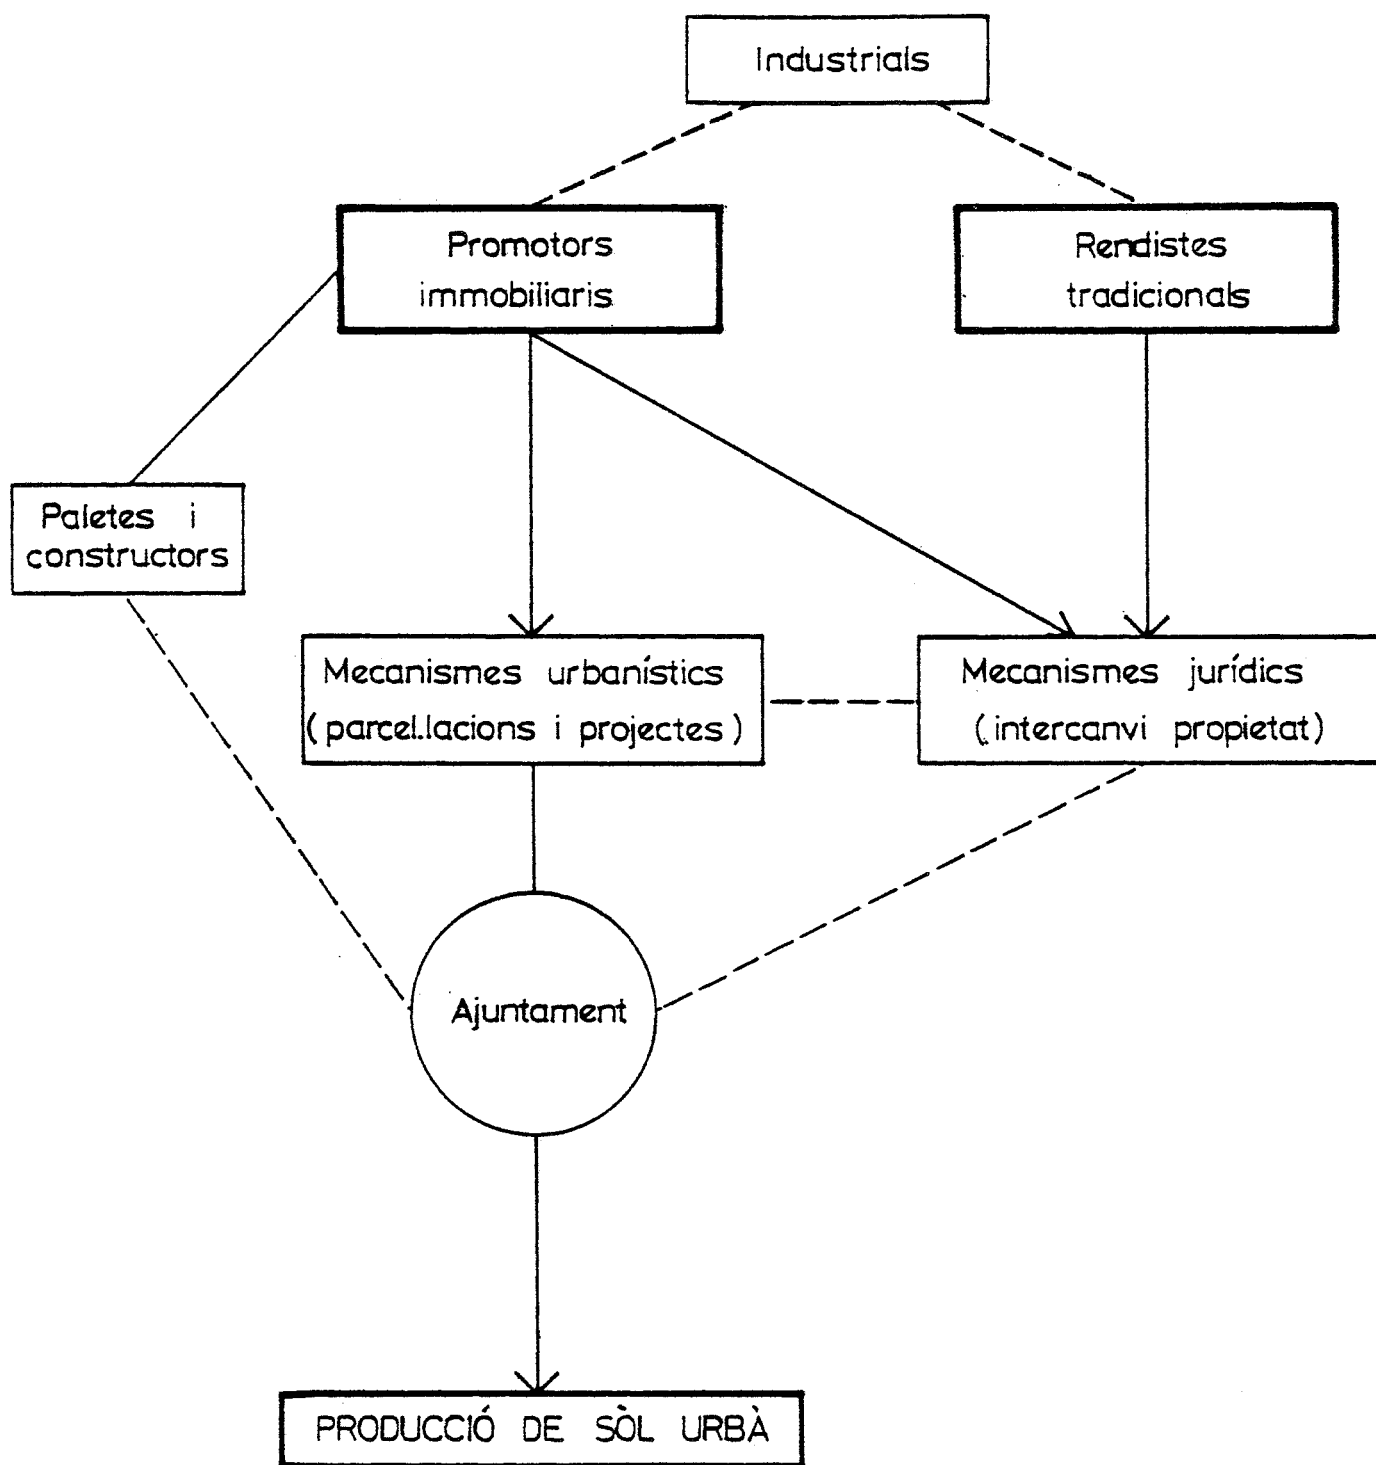 Industrials
Promotors
immobiliaris
Rendistes
tradicionals
Paletes i
constructors
Mecanismes urbanístics
(parcel.lacions i projectes)
Mecanismes jurídics
(intercanvi propietat)
Ajuntament
PRODUCCIÓ DE SÒL URBÀ